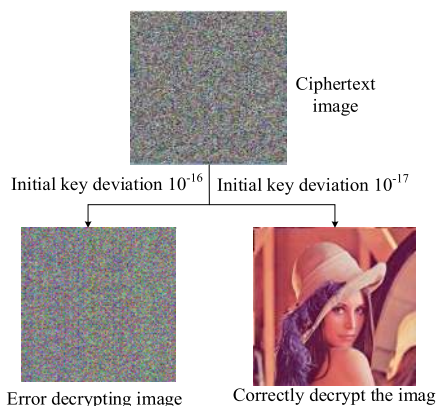 Ciphertext
image
Initial key deviation 10^-16
Initial key deviation 10^-17
Error decrypting image
Correctly decrypt the imag